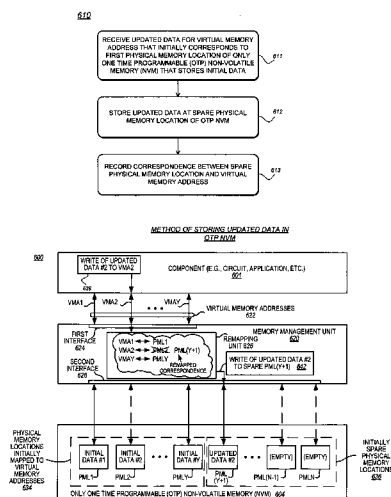 610
RECEIVE UPDATED DATA FOR VIRTUAL MEMORY
ADDRESS THAT INITIALLY CORRESPONDS TO
FIRST PHYSICAL MEMORY LOCATION OF ONLY
ONE TIME PROGRAMMABLE (OTP) NON-VOLATILE
MEMORY (NVM) THAT STORES INITIAL DATA
611
STORE UPDATED DATA AT SPARE PHYSICAL
MEMORY LOCATION OF OTP NVM
612
RECORD CORRESPONDENCE BETWEEN SPARE
PHYSICAL MEMORY LOCATION AND VIRTUAL
MEMORY ADDRESS
613
METHOD OF STORING UPDATED DATA IN
OTP NVM
600
WRITE OF UPDATED
DATA #2 TO VMA2
COMPONENT (E.G., CIRCUIT, APPLICATION, ETC.)
601
VMA1 VMA2 • • • VMAY
VIRTUAL MEMORY ADDRESSES
622
FIRST
INTERFACE
624
SECOND
INTERFACE
626
MEMORY MANAGEMENT
UNIT
620
REMAPPING
UNIT 628
VMA1 PML1
VMA2 PML2 PML(Y+1)
VMAY PMLY
REMAPPED
CORRESPONDENCE
WRITE OF UPDATED DATA #2
TO SPARE PML(Y+1) 642
PHYSICAL
MEMORY
LOCATIONS
INITIALLY
MAPPED TO
VIRTUAL
MEMORY
ADDRESSES
634
INITIAL
DATA #1
INITIAL
DATA #2
• • •
INITIAL
DATA #Y
UPDATED
DATA #2
• • •
(EMPTY)
(EMPTY)
PML1 PML2 PMLY PML
(Y+1) PML(N-1) PMLN
INITIALLY
SPARE
PHYSICAL
MEMORY
LOCATIONS
636
ONLY ONE TIME PROGRAMMABLE (OTP) NON-VOLATILE MEMORY (NVM) 604